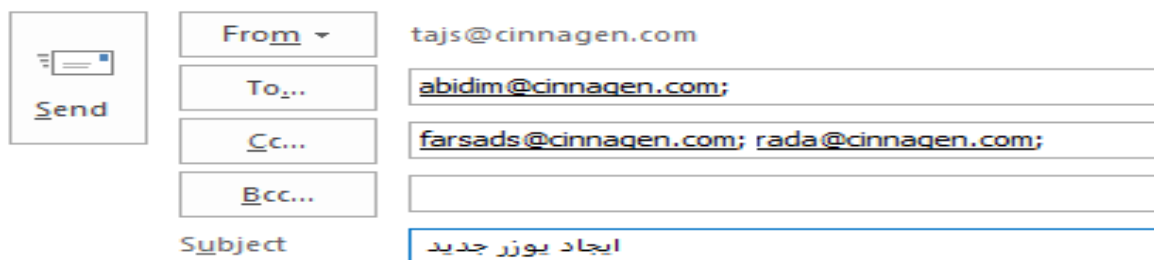 From tajs@cinnagen.com
To... abidim@cinnagen.com;
Send
Cc... farsads@cinnagen.com; rada@cinnagen.com;
Bcc...
Subject ایجاد یوزر جدید